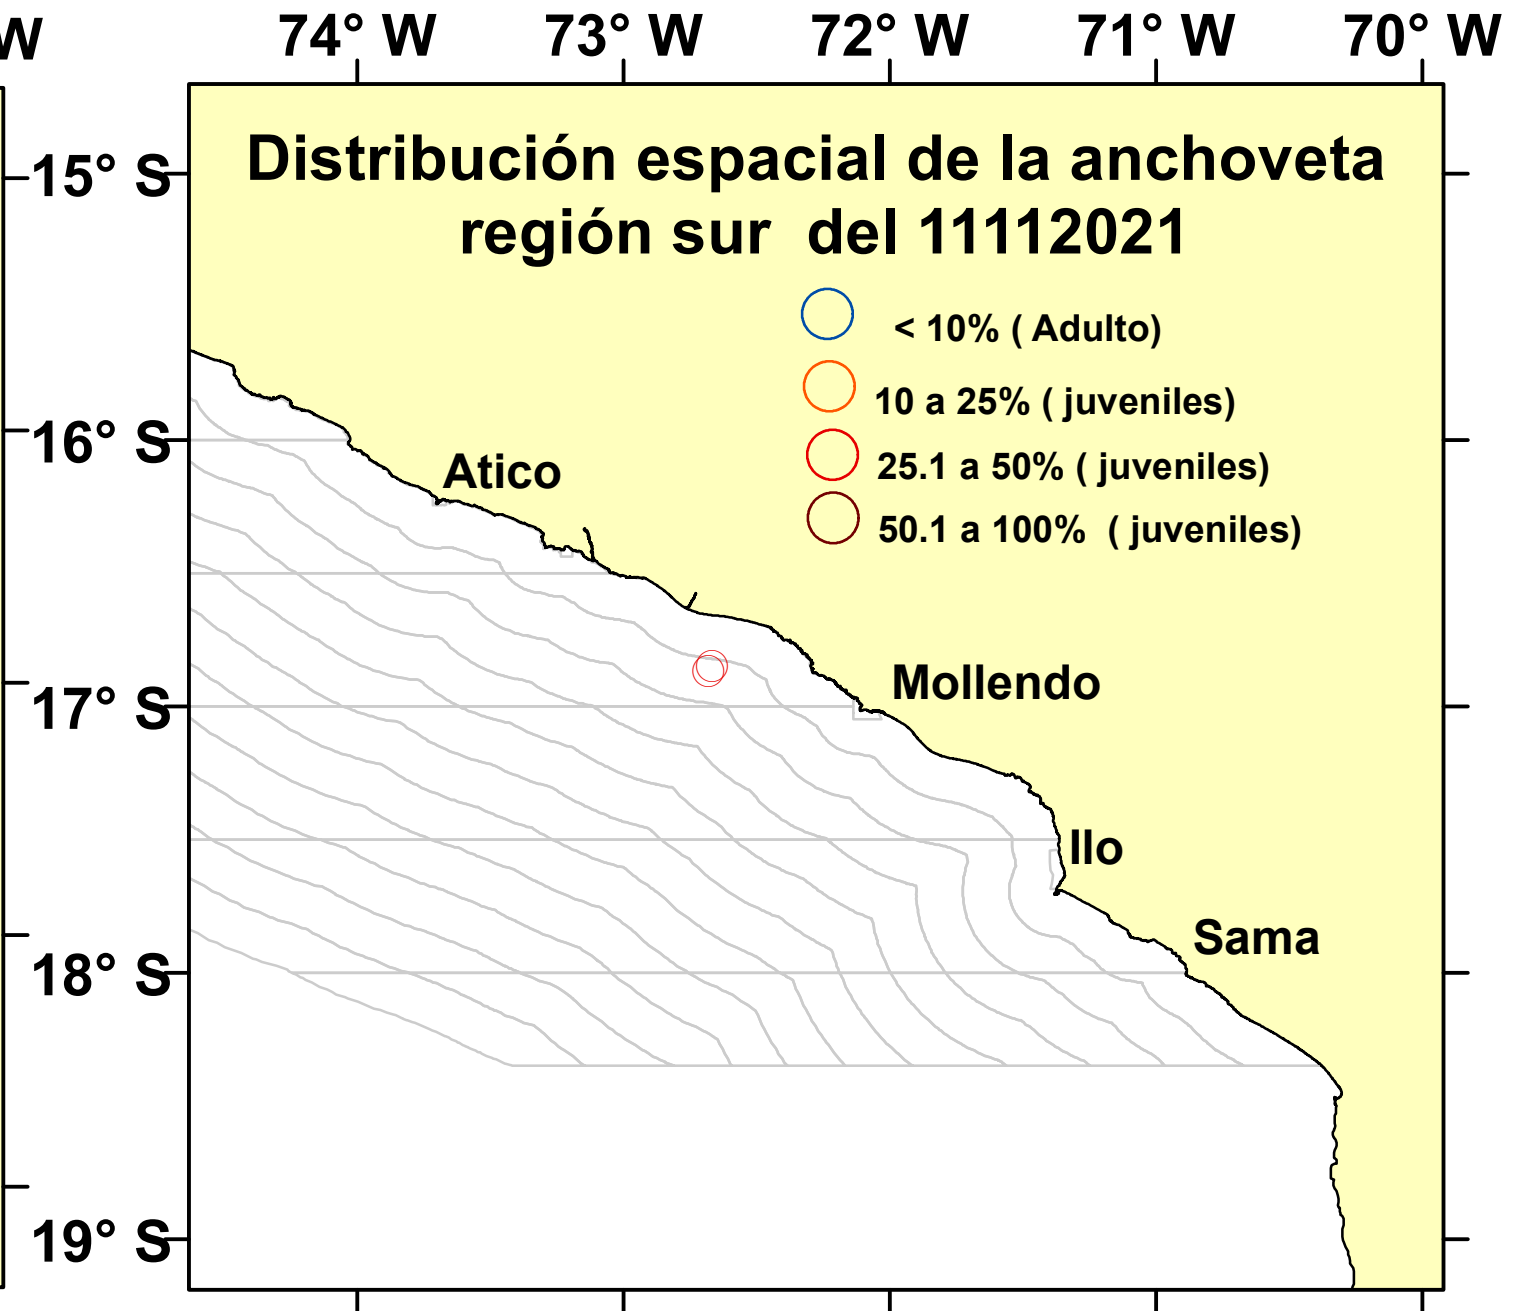 W
74° W 73° W 72° W 71° W 70° W
Distribución espacial de la anchoveta
región sur del 11112021
< 10% ( Adulto)
10 a 25% ( juveniles)
25.1 a 50% ( juveniles)
50.1 a 100% ( juveniles)
15° S
16° S
Atico
Mollendo
17° S
Ilo
Sama
18° S
19° S